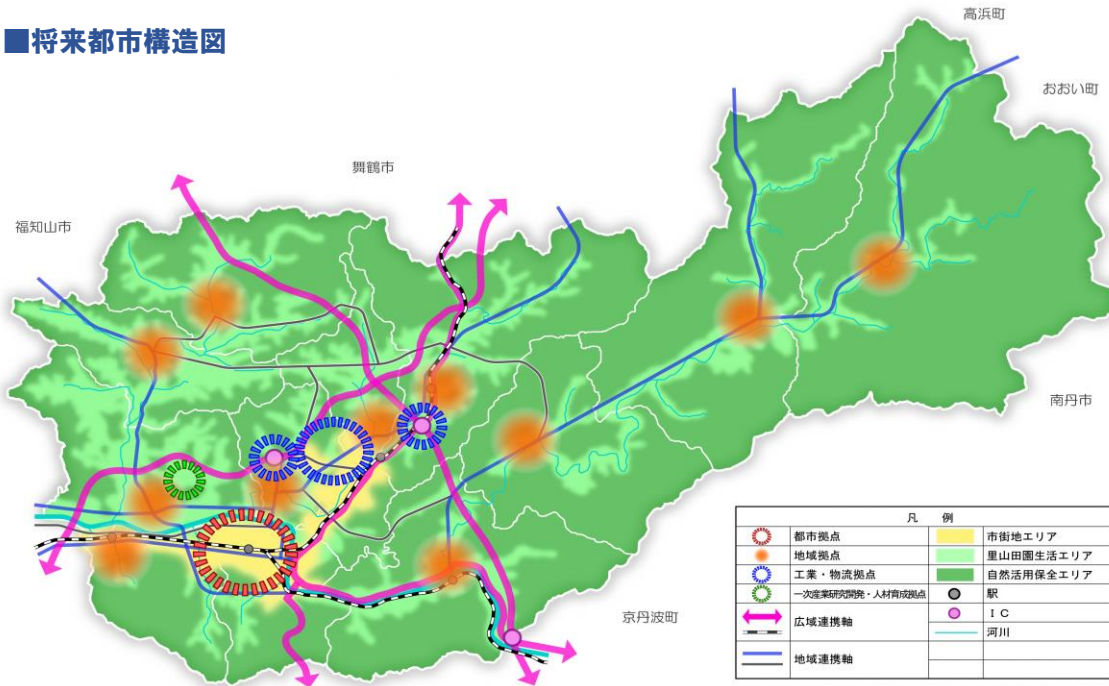 ■将来都市構造図
高浜町
おおい町
舞鶴市
福知山市
南丹市
京丹波町
凡 例
都市拠点 市街地エリア
地域拠点 里山田園生活エリア
工業・物流拠点 自然活用保全エリア
一次産業研究開発・人材育成拠点 駅
広域連携軸 ＩＣ
河川
地域連携軸